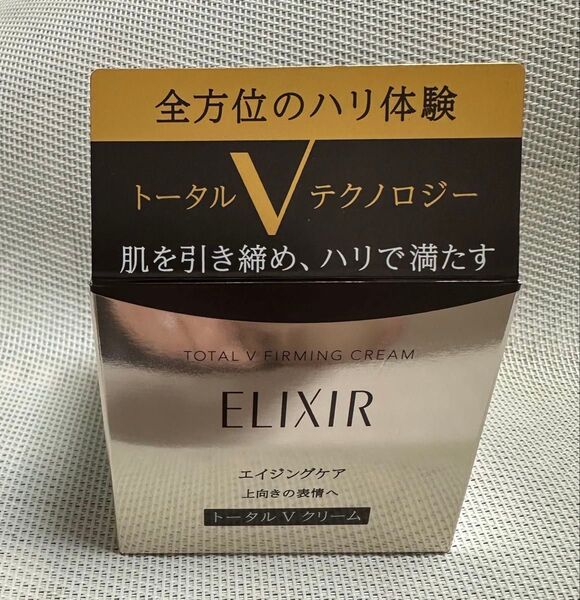 全方位のハリ体験
トータル V テクノロジー
肌を引き締め、ハリで満たす
TOTAL V FIRMING CREAM
ELIXIR
エイジングケア
上向きの表情へ
トータル V クリーム